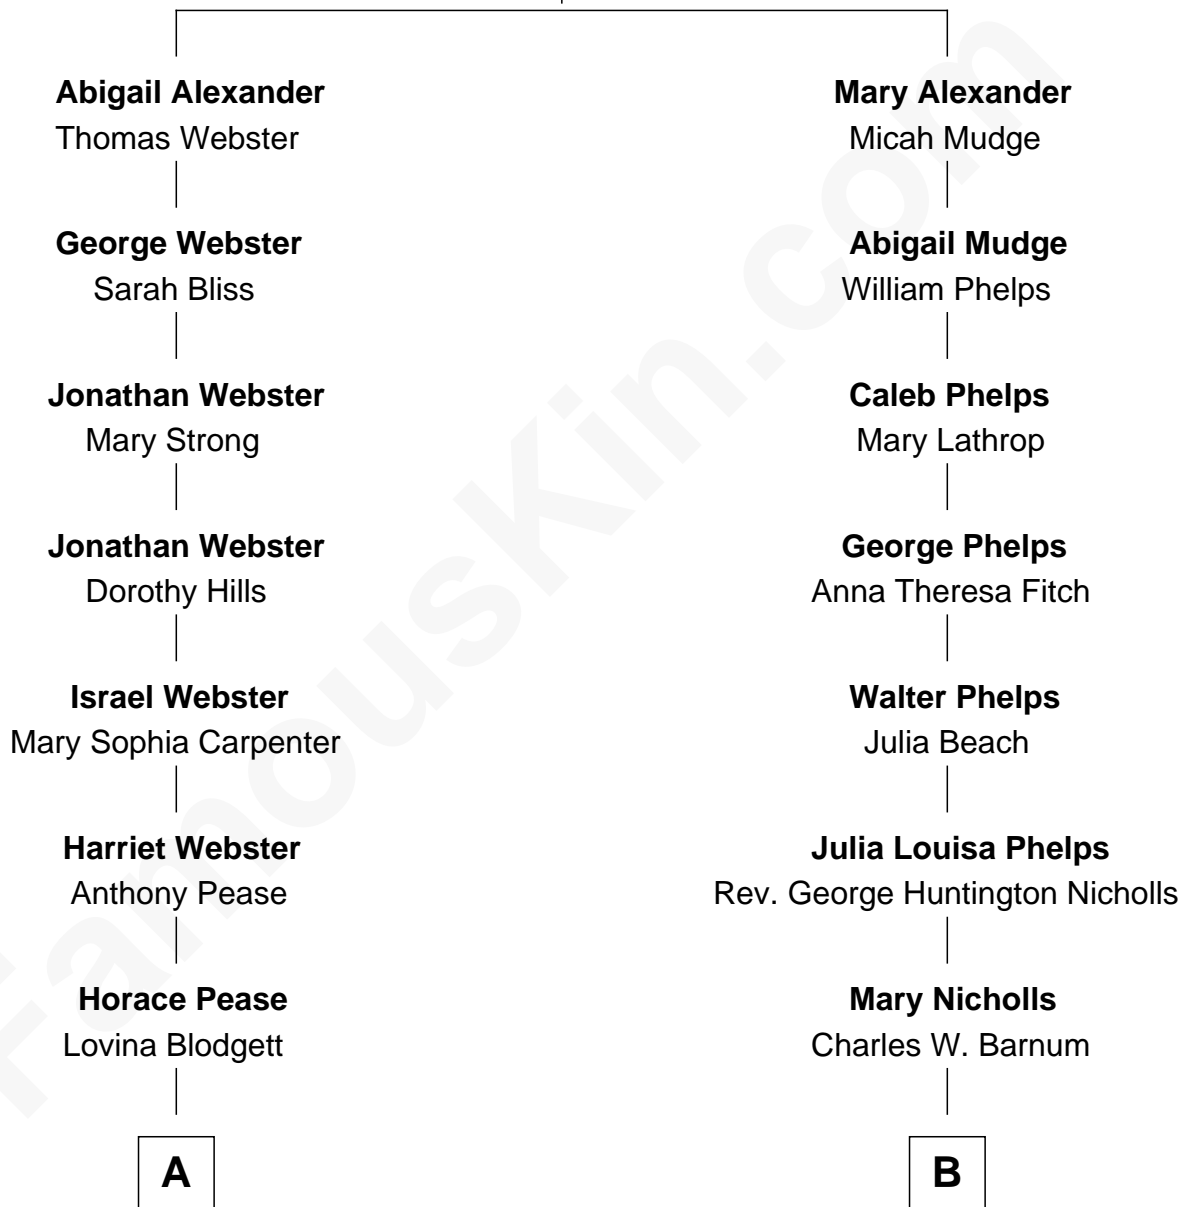 Abigail Alexander
Thomas Webster
George Webster
Sarah Bliss
Jonathan Webster
Mary Strong
Jonathan Webster
Dorothy Hills
Israel Webster
Mary Sophia Carpenter
Harriet Webster
Anthony Pease
Horace Pease
Lovina Blodgett
A
Mary Alexander
Micah Mudge
Abigail Mudge
William Phelps
Caleb Phelps
Mary Lathrop
George Phelps
Anna Theresa Fitch
Walter Phelps
Julia Beach
Julia Louisa Phelps
Rev. George Huntington Nicholls
Mary Nicholls
Charles W. Barnum
B
FamousKin.com